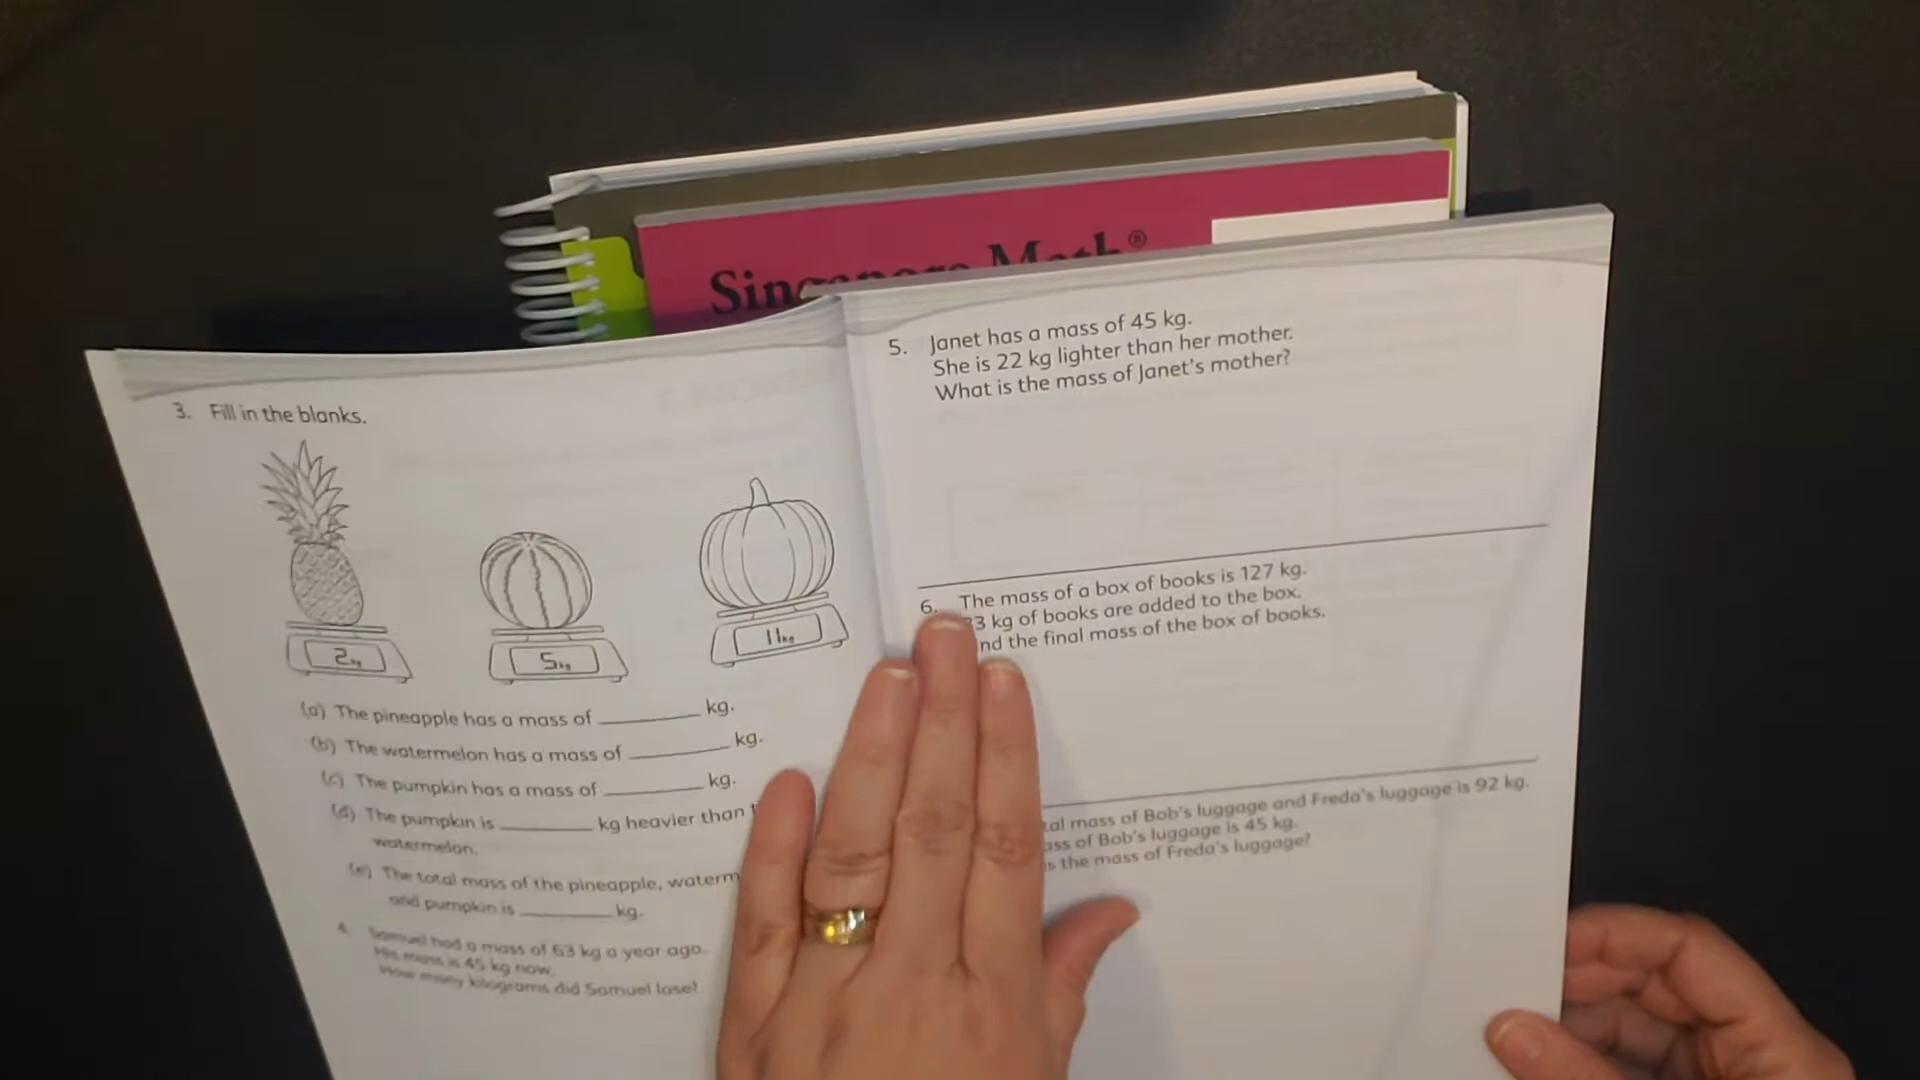 Singapore Math®
3. Fill in the blanks.
2kg
5kg
11kg
(a) The pineapple has a mass of ________ kg.
(b) The watermelon has a mass of ________ kg.
(c) The pumpkin has a mass of ________ kg.
(d) The pumpkin is ________ kg heavier than
watermelon.
(e) The total mass of the pineapple, waterm
and pumpkin is ________ kg.
4. Samuel had a mass of 63 kg a year ago.
His mass is 45 kg now.
How many kilograms did Samuel lose?
5. Janet has a mass of 45 kg.
She is 22 kg lighter than her mother.
What is the mass of Janet's mother?
6. The mass of a box of books is 127 kg.
3 kg of books are added to the box.
nd the final mass of the box of books.
tal mass of Bob's luggage and Freda's luggage is 92 kg.
ass of Bob's luggage is 45 kg.
s the mass of Freda's luggage?